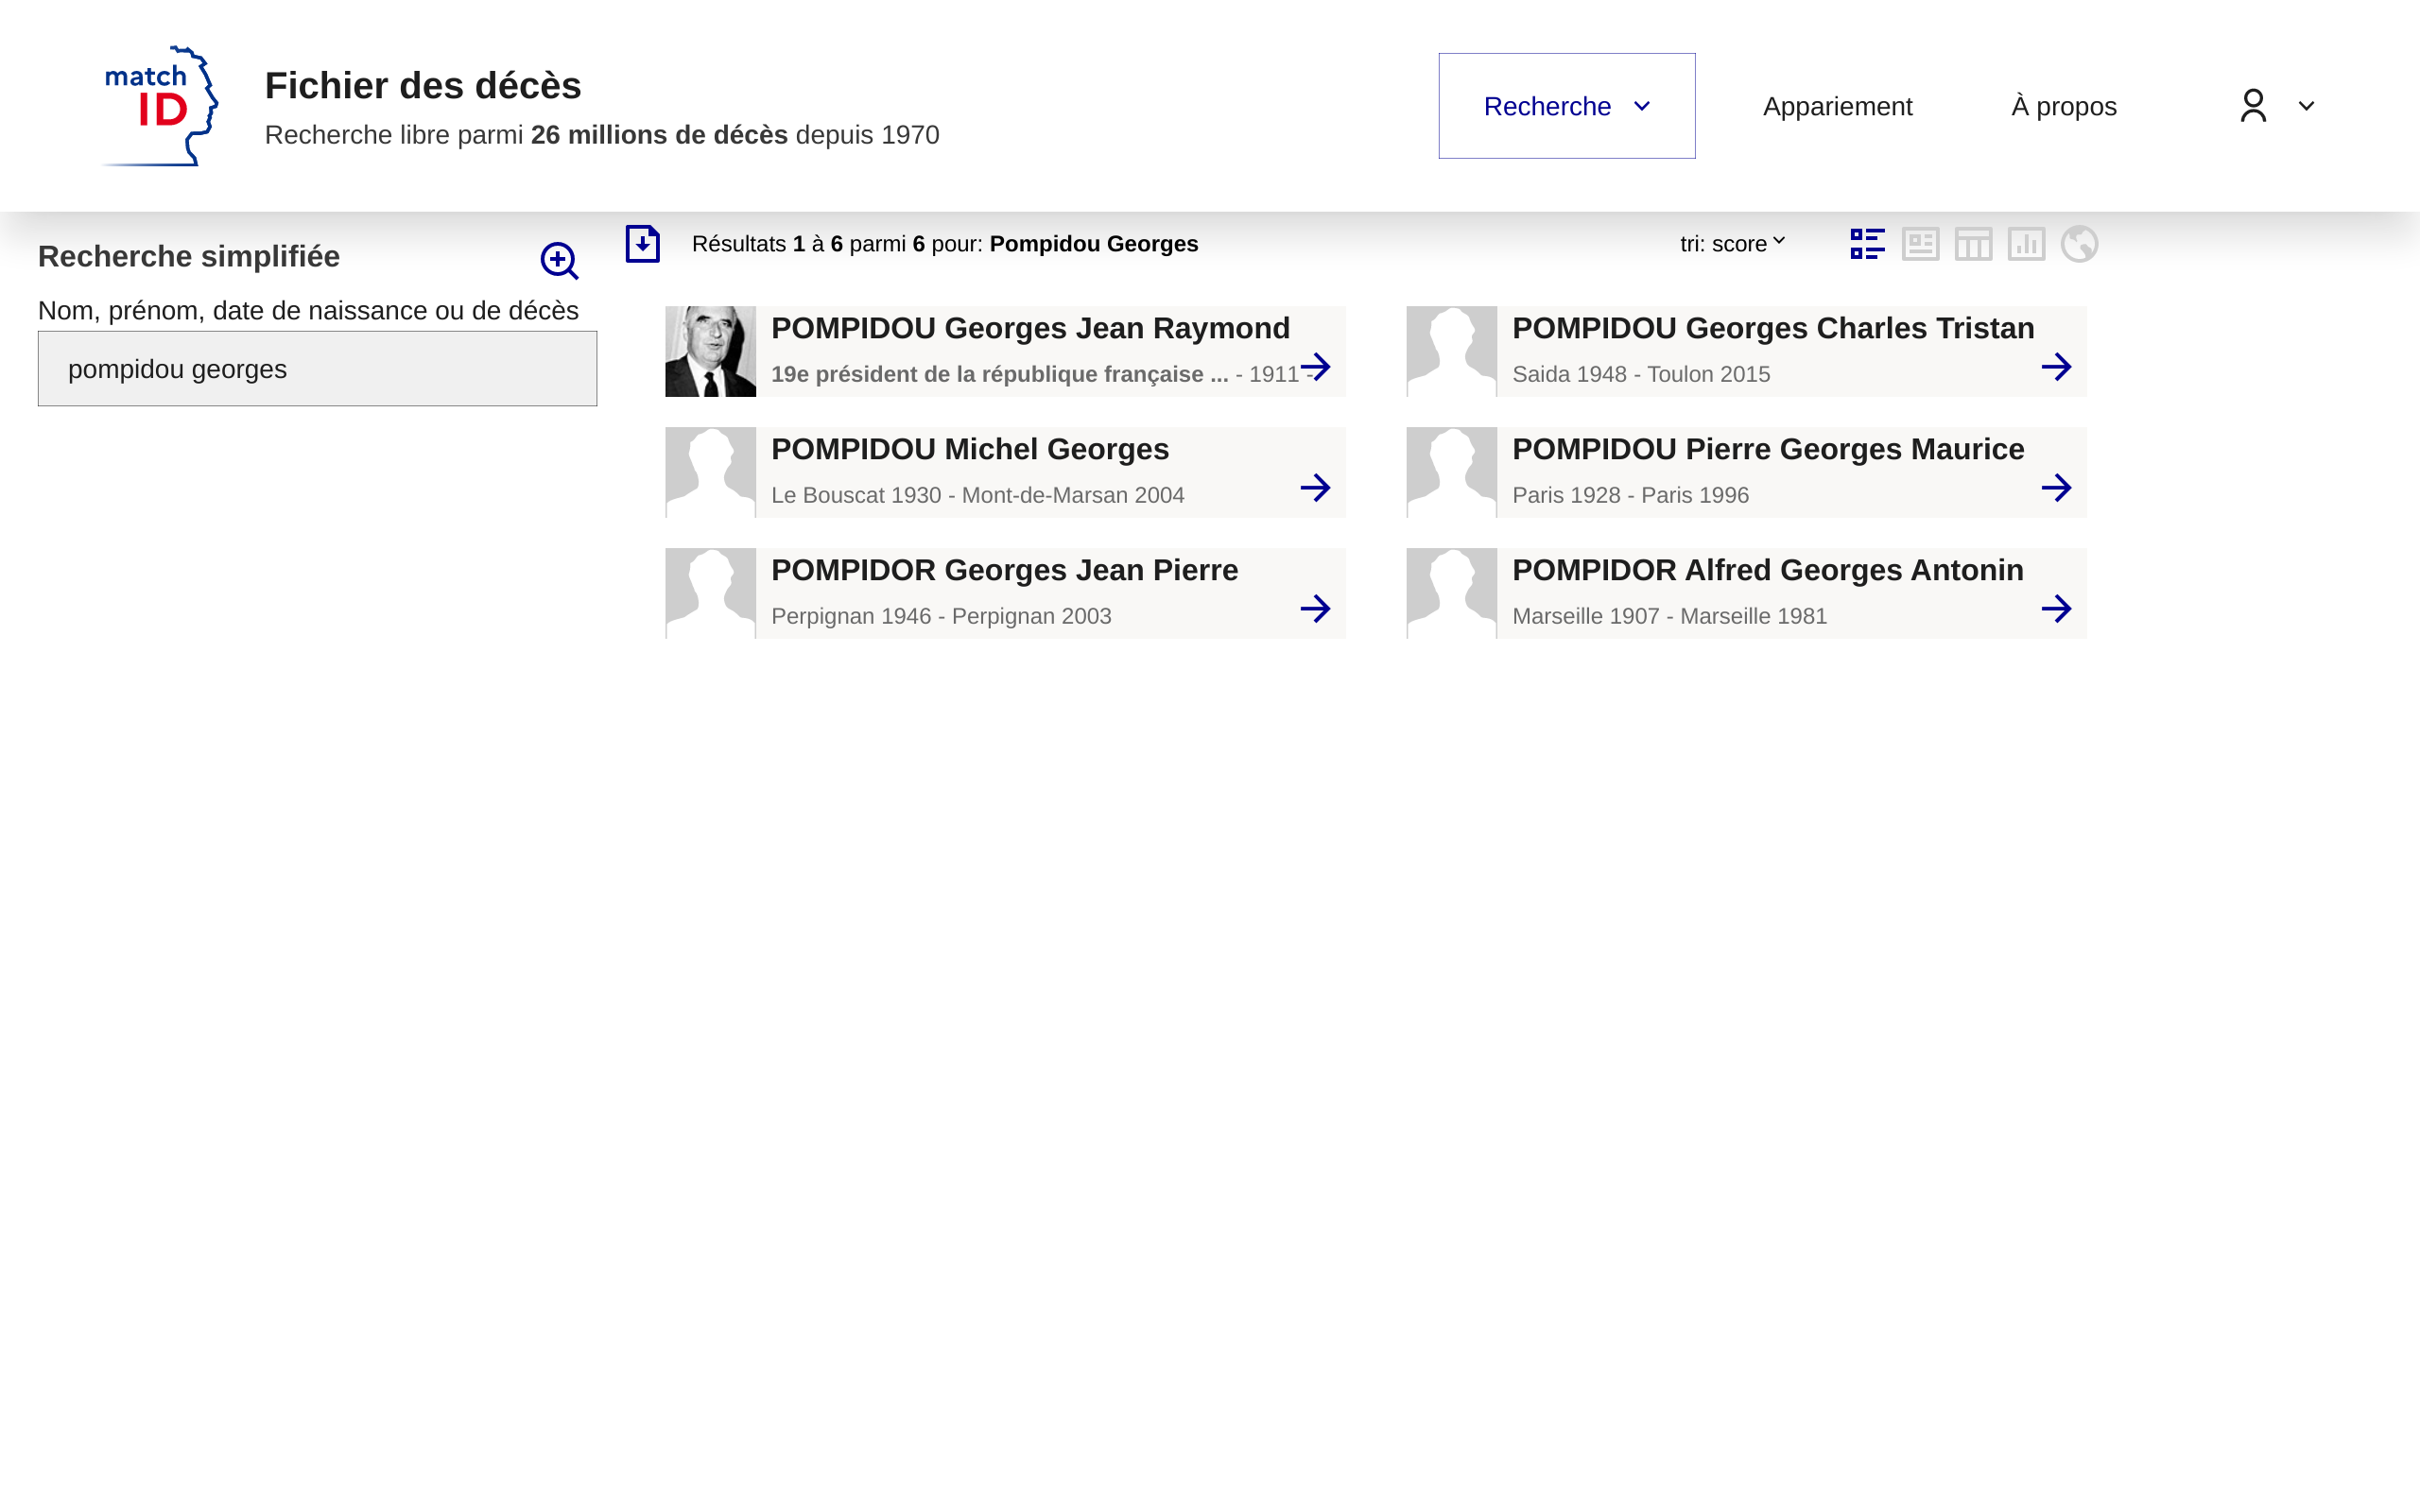 match
ID
Fichier des décès
Recherche libre parmi 26 millions de décès depuis 1970
Recherche
Appariement
À propos
Recherche simplifiée
Nom, prénom, date de naissance ou de décès
pompidou georges
Résultats 1 à 6 parmi 6 pour: Pompidou Georges
tri: score
POMPIDOU Georges Jean Raymond
19e président de la république française ... - 1911 -
POMPIDOU Georges Charles Tristan
Saida 1948 - Toulon 2015
POMPIDOU Michel Georges
Le Bouscat 1930 - Mont-de-Marsan 2004
POMPIDOU Pierre Georges Maurice
Paris 1928 - Paris 1996
POMPIDOR Georges Jean Pierre
Perpignan 1946 - Perpignan 2003
POMPIDOR Alfred Georges Antonin
Marseille 1907 - Marseille 1981